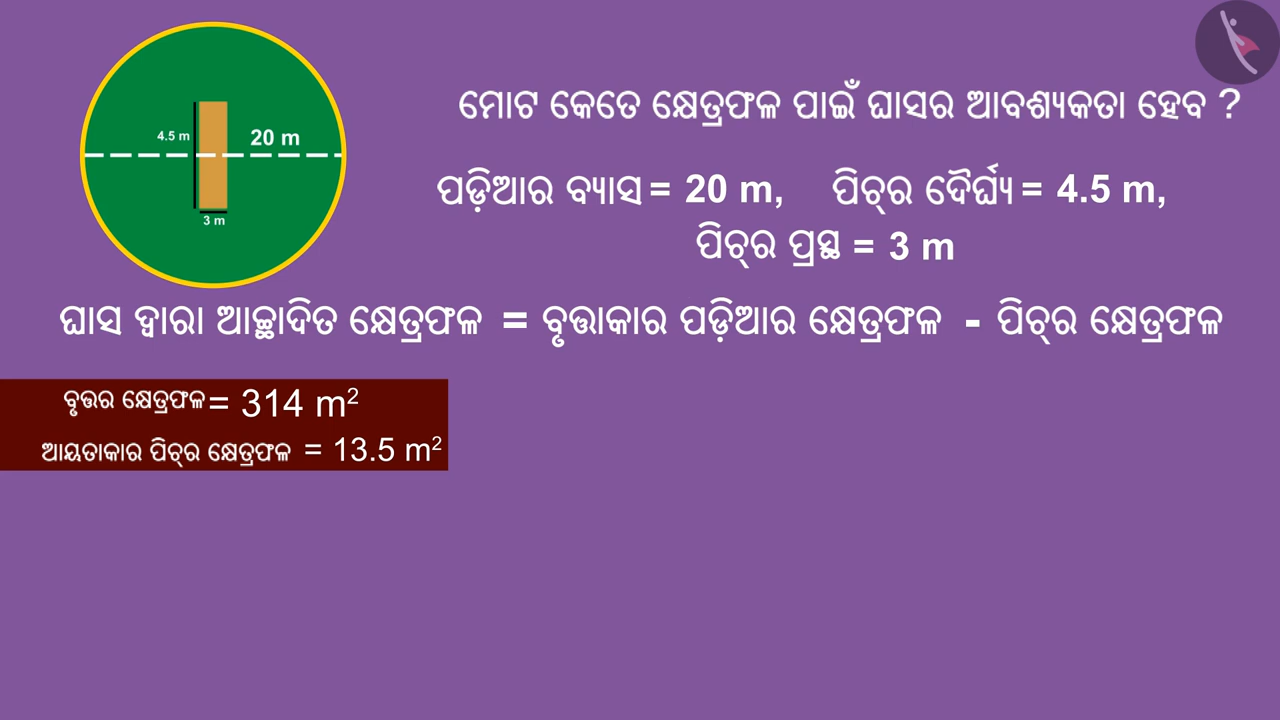 ମୋଟ କେତେ କ୍ଷେତ୍ରଫଳ ପାଇଁ ଘାସର ଆବଶ୍ୟକତା ହେବ ?
4.5 m
20 m
3 m
ପଡ଼ିଆର ବ୍ୟାସ = 20 m, ପିଚ୍‌ର ଦୈର୍ଘ୍ୟ = 4.5 m,
ପିଚ୍‌ର ପ୍ରସ୍ଥ = 3 m
ଘାସ ଦ୍ୱାରା ଆଚ୍ଛାଦିତ କ୍ଷେତ୍ରଫଳ = ବୃତ୍ତାକାର ପଡ଼ିଆର କ୍ଷେତ୍ରଫଳ - ପିଚ୍‌ର କ୍ଷେତ୍ରଫଳ
ବୃତ୍ତର କ୍ଷେତ୍ରଫଳ = 314 m²
ଆୟତାକାର ପିଚ୍‌ର କ୍ଷେତ୍ରଫଳ = 13.5 m²